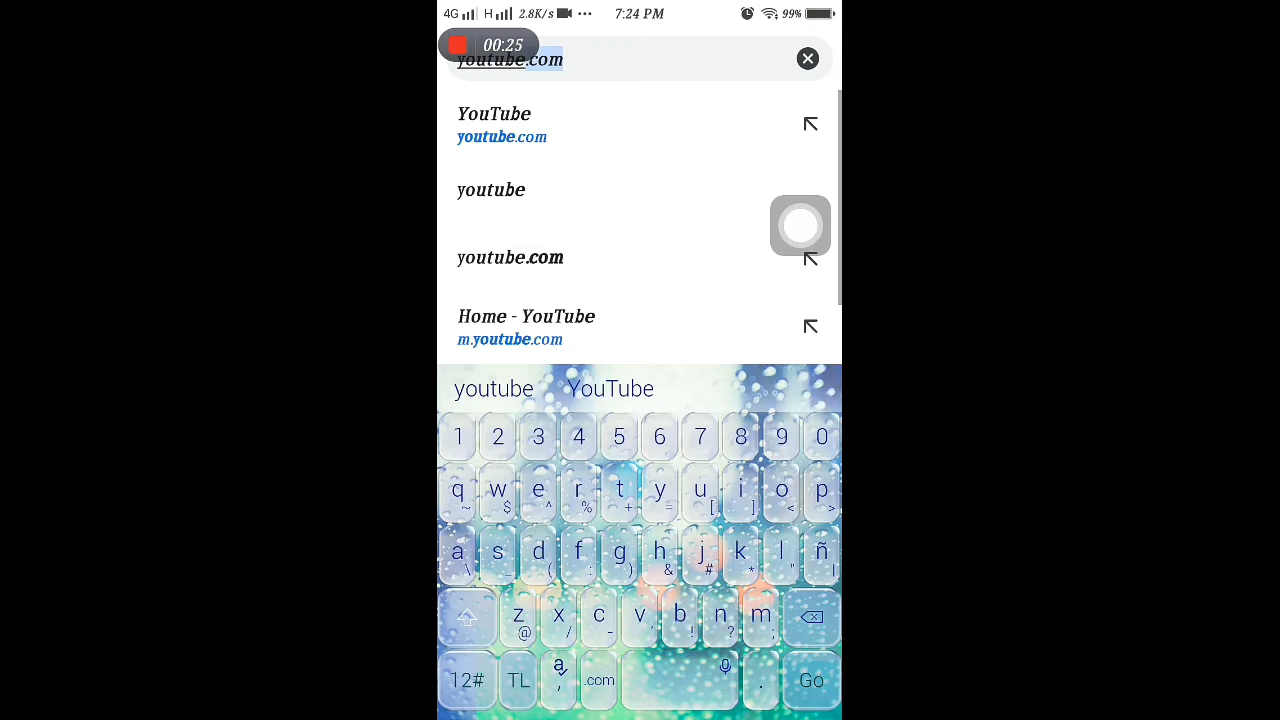 4G H 2.8K/s ... 7:24 PM 99%
00:25
youtube.com
YouTube
youtube.com
youtube
youtube.com
Home - YouTube
m.youtube.com
youtube YouTube
1 2 3 4 5 6 7 8 9 0
q w e r t y u i o p
~ $ ^ % + = [ ] < >
a s d f g h j k l ñ
\ _ ( : ) & # * " |
z x c v b n m
@ / - ' ! ? ;
12# TL a , .com . Go